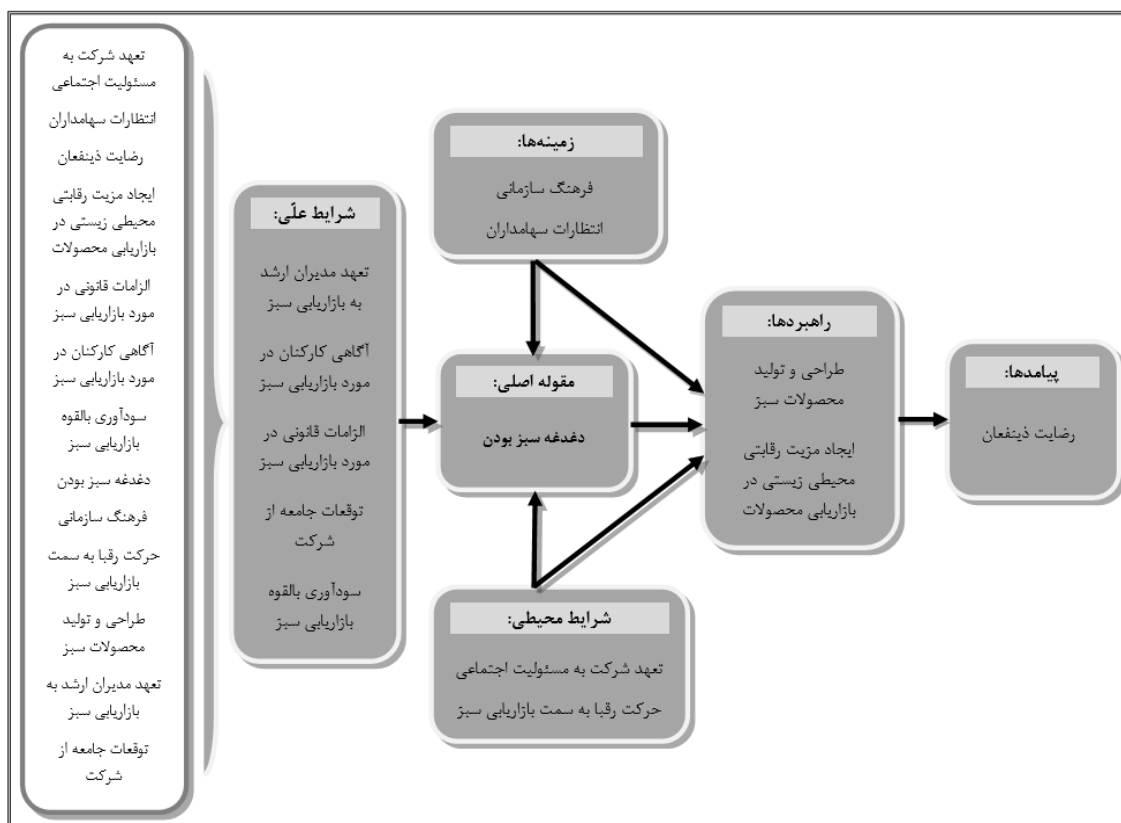 تعهد شرکت به
مسئولیت اجتماعی
انتظارات سهامداران
رضایت ذینفعان
ایجاد مزیت رقابتی
محیطی زیستی در
بازاریابی محصولات
الزامات قانونی در
مورد بازاریابی سبز
آگاهی کارکنان در
مورد بازاریابی سبز
سودآوری بالقوه
بازاریابی سبز
دغدغه سبز بودن
فرهنگ سازمانی
حرکت رقبا به سمت
بازاریابی سبز
طراحی و تولید
محصولات سبز
تعهد مدیران ارشد به
بازاریابی سبز
توقعات جامعه از
شرکت
شرایط علّی:
تعهد مدیران ارشد
به بازاریابی سبز
آگاهی کارکنان در
مورد بازاریابی سبز
الزامات قانونی در
مورد بازاریابی سبز
توقعات جامعه از
شرکت
سودآوری بالقوه
بازاریابی سبز
زمینه‌ها:
فرهنگ سازمانی
انتظارات سهامداران
مقوله اصلی:
دغدغه سبز بودن
شرایط محیطی:
تعهد شرکت به مسئولیت اجتماعی
حرکت رقبا به سمت بازاریابی سبز
راهبردها:
طراحی و تولید
محصولات سبز
ایجاد مزیت رقابتی
محیطی زیستی در
بازاریابی محصولات
پیامدها:
رضایت ذینفعان